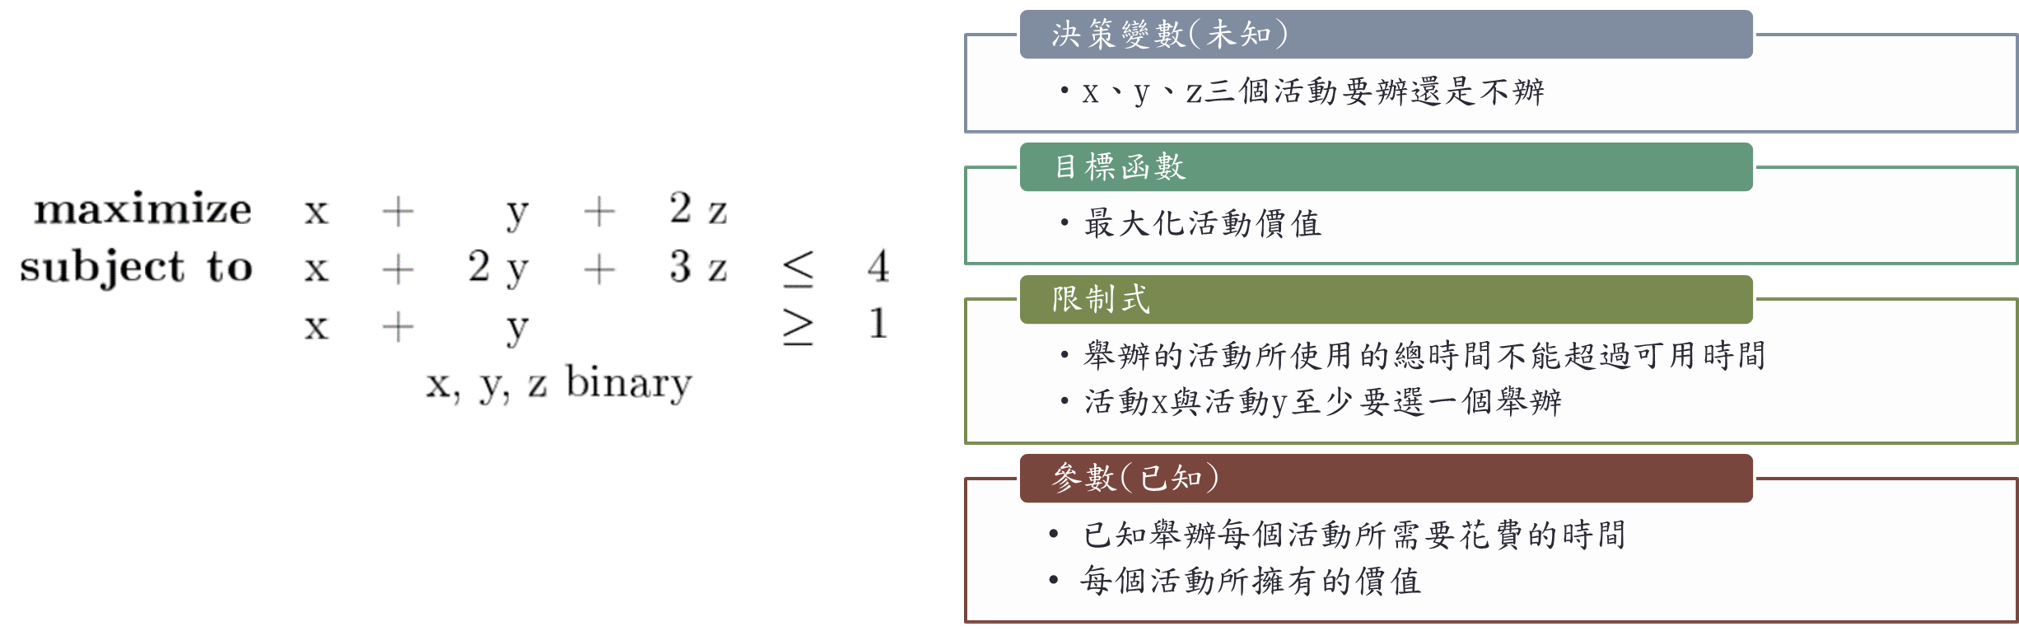 maximize x + y + 2 z
subject to x + 2 y + 3 z ≤ 4
x + y ≥ 1
x, y, z binary
決策變數(未知)
•x、y、z三個活動要辦還是不辦
目標函數
•最大化活動價值
限制式
•舉辦的活動所使用的總時間不能超過可用時間
•活動x與活動y至少要選一個舉辦
參數(已知)
• 已知舉辦每個活動所需要花費的時間
• 每個活動所擁有的價值